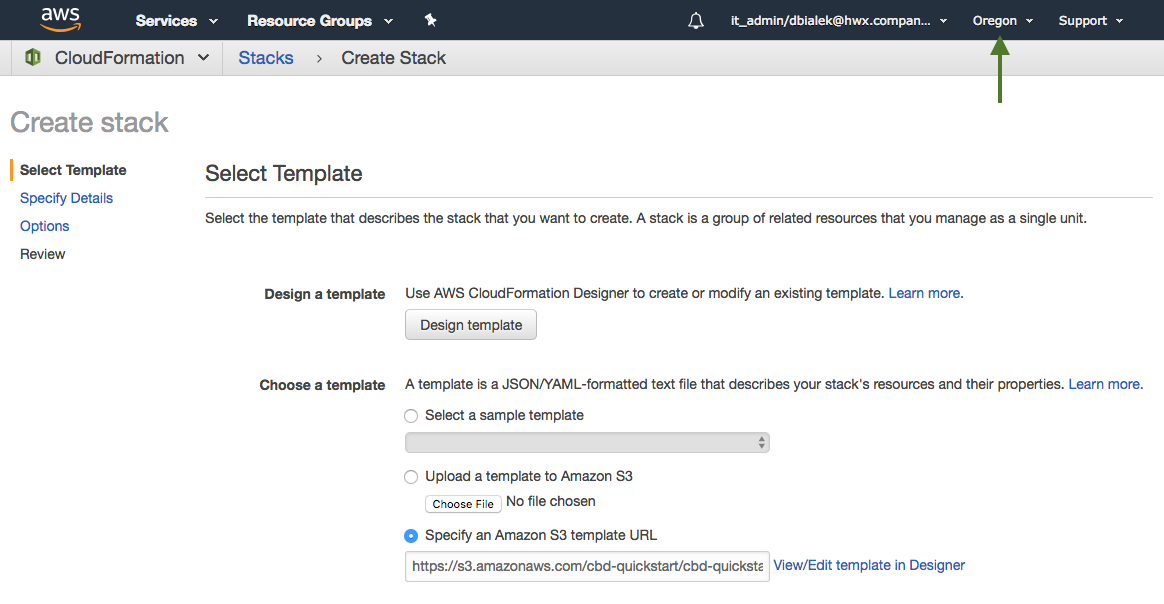 aws Services Resource Groups it_admin/dbialek@hwx.compan... Oregon Support
CloudFormation Stacks > Create Stack
Create stack
Select Template
Specify Details
Options
Review
Select Template
Select the template that describes the stack that you want to create. A stack is a group of related resources that you manage as a single unit.
Design a template Use AWS CloudFormation Designer to create or modify an existing template. Learn more.
Design template
Choose a template A template is a JSON/YAML-formatted text file that describes your stack's resources and their properties. Learn more.
Select a sample template
Upload a template to Amazon S3
Choose File No file chosen
Specify an Amazon S3 template URL
https://s3.amazonaws.com/cbd-quickstart/cbd-quicksta View/Edit template in Designer